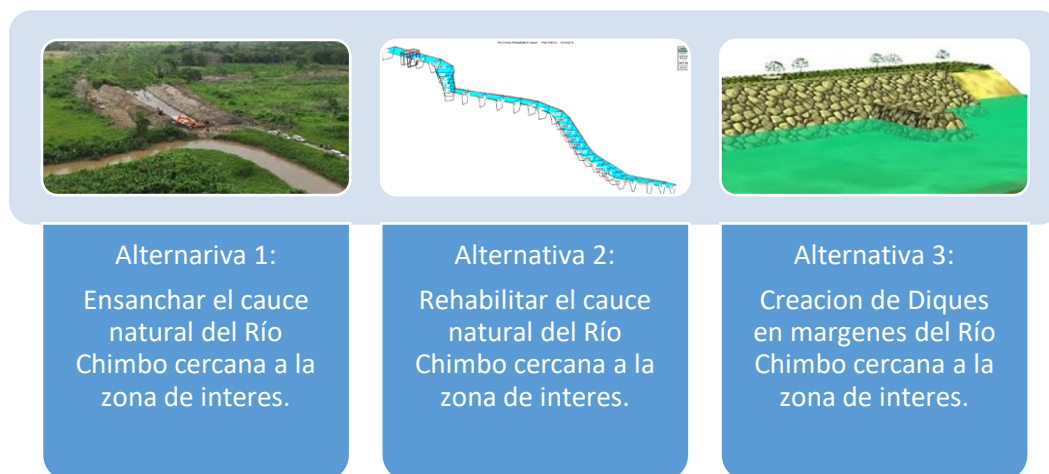 Alternariva 1:
Ensanchar el cauce
natural del Río
Chimbo cercana a la
zona de interes.
Alternativa 2:
Rehabilitar el cauce
natural del Río
Chimbo cercana a la
zona de interes.
Alternativa 3:
Creacion de Diques
en margenes del Río
Chimbo cercana a la
zona de interes.